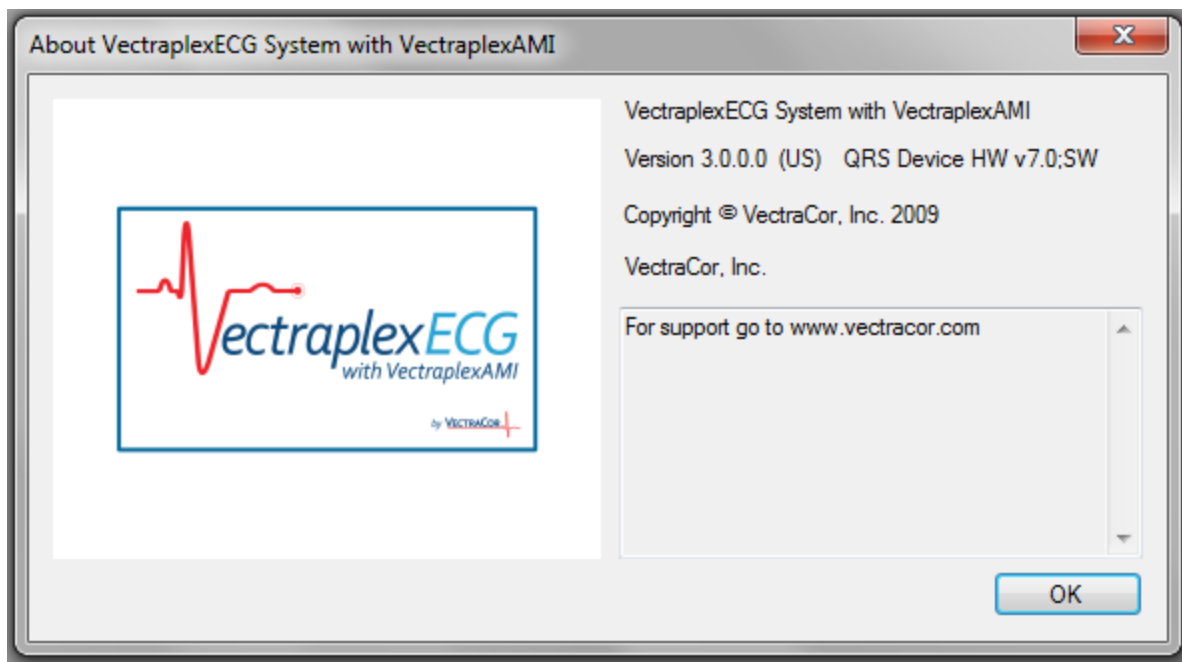 About VectraplexECG System with VectraplexAMI
VectraplexECG System with VectraplexAMI
Version 3.0.0.0 (US) QRS Device HW v7.0;SW
Copyright © VectraCor, Inc. 2009
VectraCor, Inc.
VectraplexECG
with VectraplexAMI
by VECTRACOR
For support go to www.vectracor.com
OK